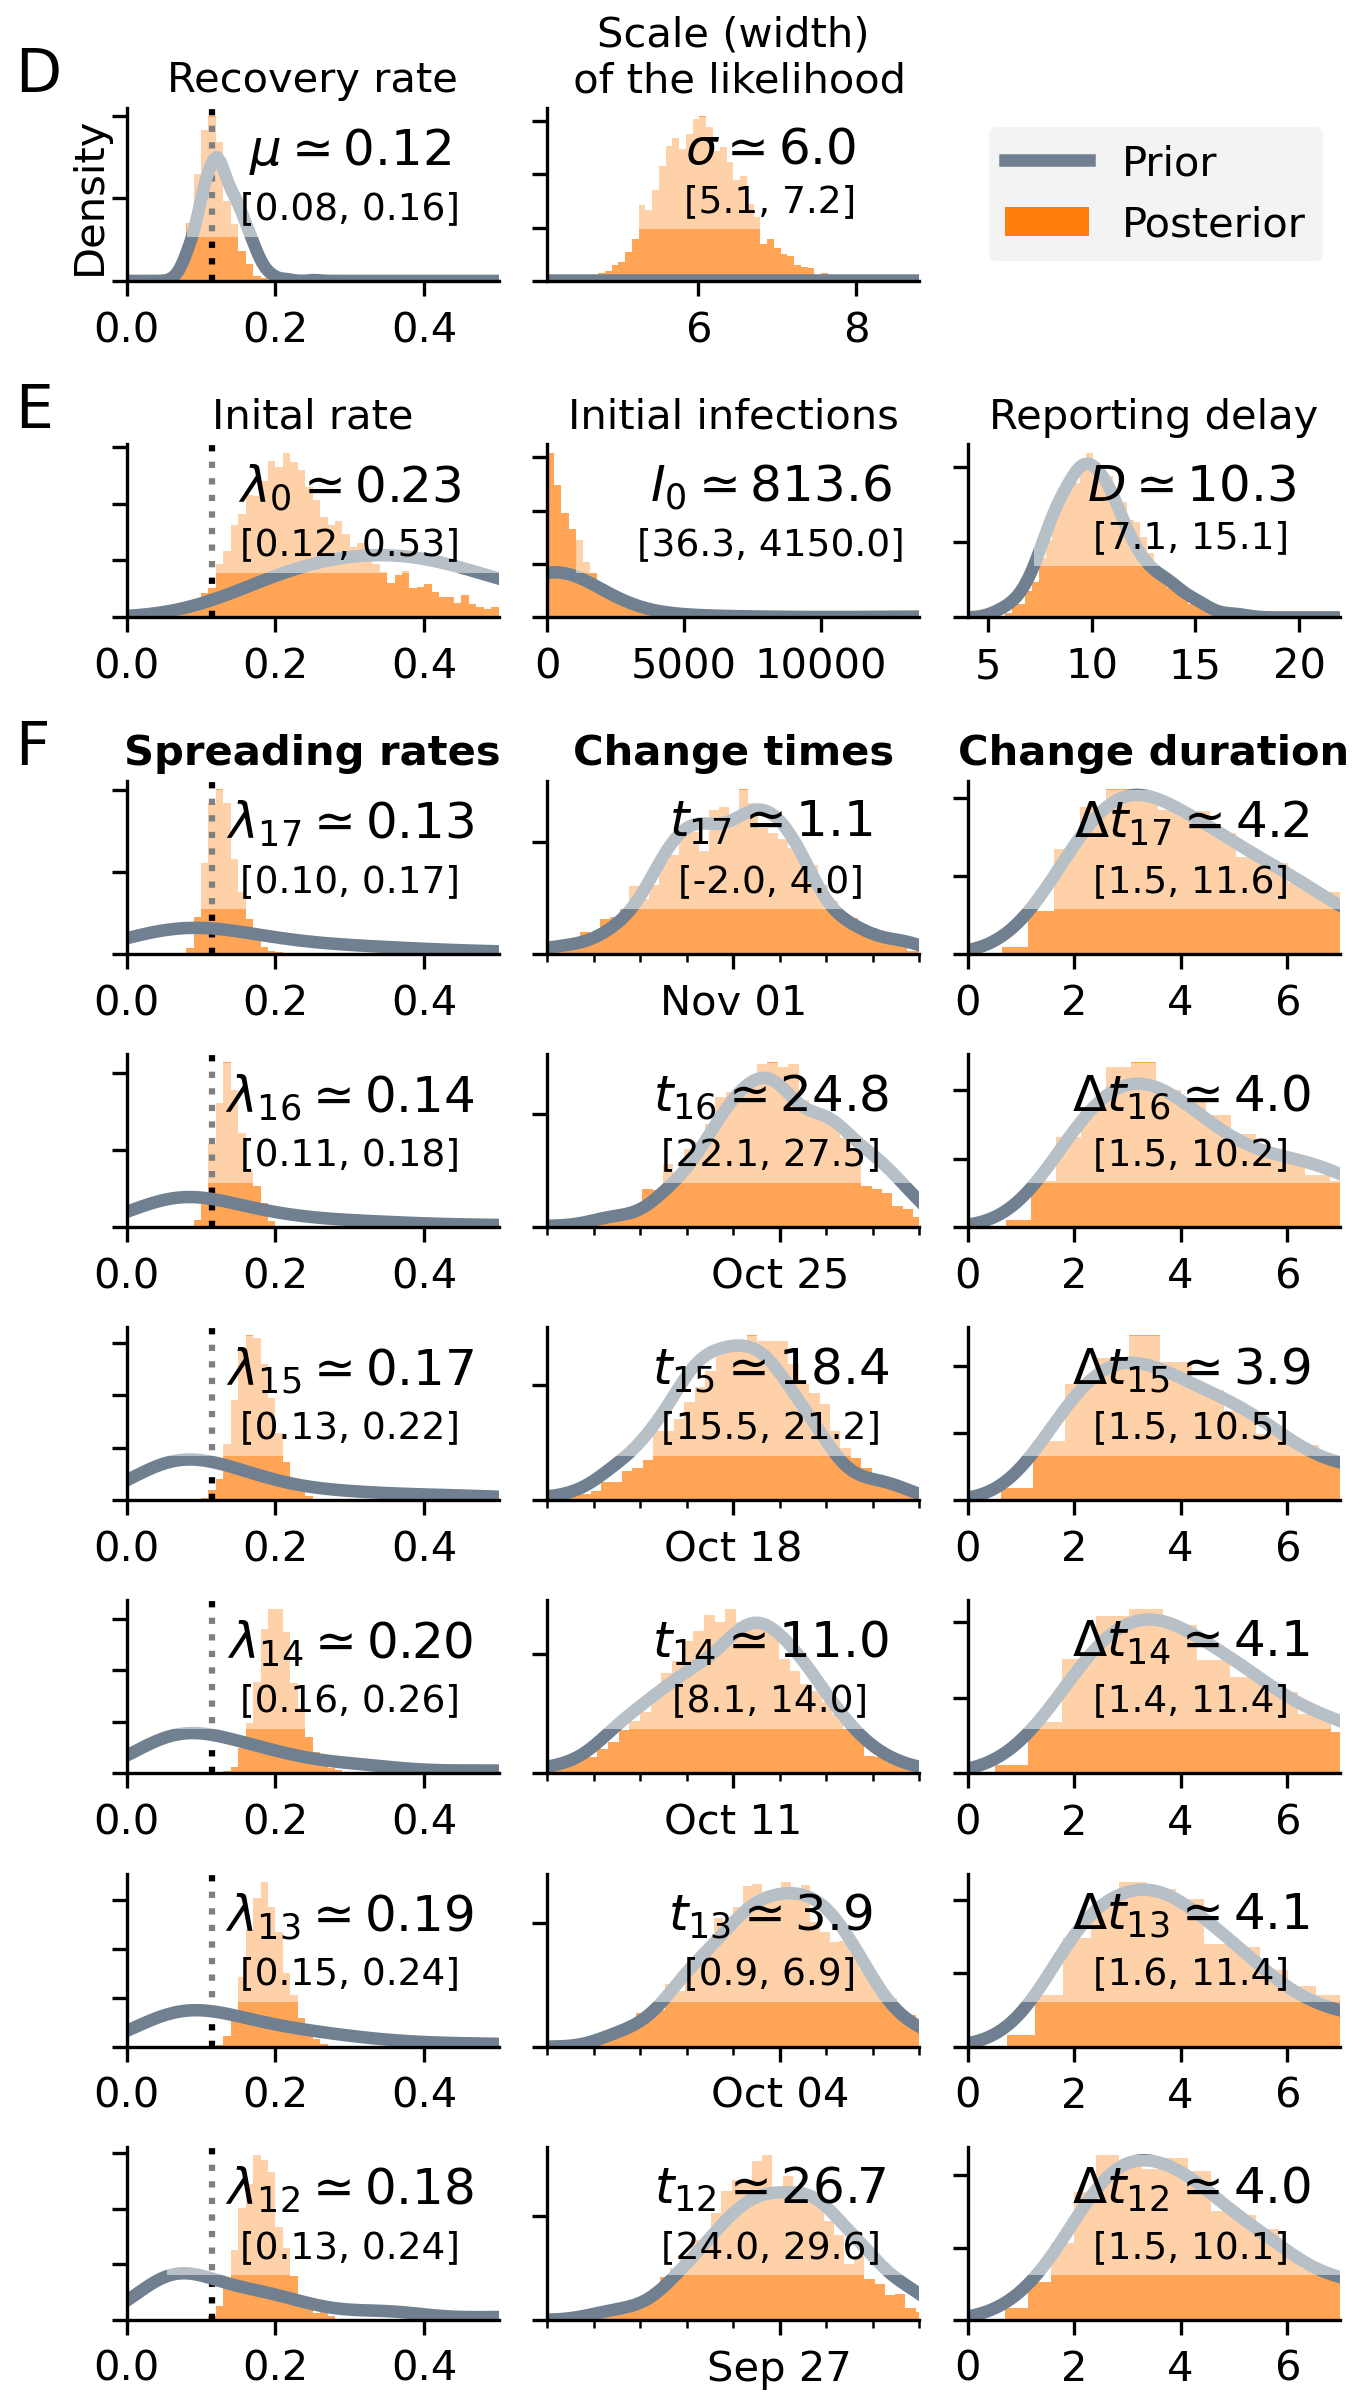 D
Recovery rate
Scale (width)
of the likelihood
Density
μ ≃ 0.12
[0.08, 0.16]
0.0 0.2 0.4
σ ≃ 6.0
[5.1, 7.2]
6 8
Prior
Posterior
E
Inital rate
λ₀ ≃ 0.23
[0.12, 0.53]
0.0 0.2 0.4
Initial infections
I₀ ≃ 813.6
[36.3, 4150.0]
0 5000 10000
Reporting delay
D ≃ 10.3
[7.1, 15.1]
5 10 15 20
F
Spreading rates
Change times
Change duration
λ₁₇ ≃ 0.13
[0.10, 0.17]
0.0 0.2 0.4
t₁₇ ≃ 1.1
[-2.0, 4.0]
Nov 01
Δt₁₇ ≃ 4.2
[1.5, 11.6]
0 2 4 6
λ₁₆ ≃ 0.14
[0.11, 0.18]
0.0 0.2 0.4
t₁₆ ≃ 24.8
[22.1, 27.5]
Oct 25
Δt₁₆ ≃ 4.0
[1.5, 10.2]
0 2 4 6
λ₁₅ ≃ 0.17
[0.13, 0.22]
0.0 0.2 0.4
t₁₅ ≃ 18.4
[15.5, 21.2]
Oct 18
Δt₁₅ ≃ 3.9
[1.5, 10.5]
0 2 4 6
λ₁₄ ≃ 0.20
[0.16, 0.26]
0.0 0.2 0.4
t₁₄ ≃ 11.0
[8.1, 14.0]
Oct 11
Δt₁₄ ≃ 4.1
[1.4, 11.4]
0 2 4 6
λ₁₃ ≃ 0.19
[0.15, 0.24]
0.0 0.2 0.4
t₁₃ ≃ 3.9
[0.9, 6.9]
Oct 04
Δt₁₃ ≃ 4.1
[1.6, 11.4]
0 2 4 6
λ₁₂ ≃ 0.18
[0.13, 0.24]
0.0 0.2 0.4
t₁₂ ≃ 26.7
[24.0, 29.6]
Sep 27
Δt₁₂ ≃ 4.0
[1.5, 10.1]
0 2 4 6